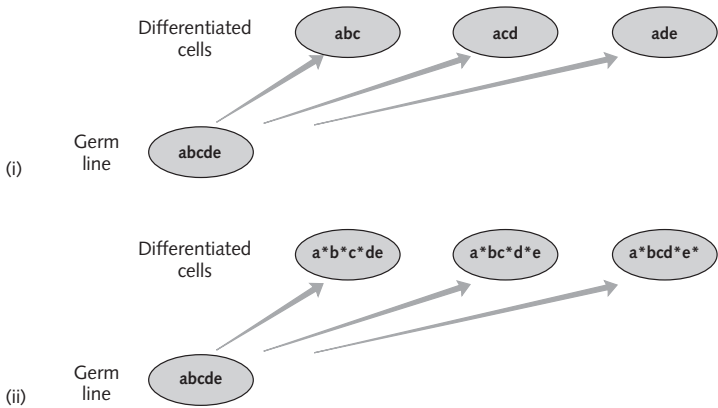 Differentiated
cells
abc
acd
ade
Germ
line
abcde
(i)
Differentiated
cells
a*b*c*de
a*bc*d*e
a*bcd*e*
Germ
line
abcde
(ii)